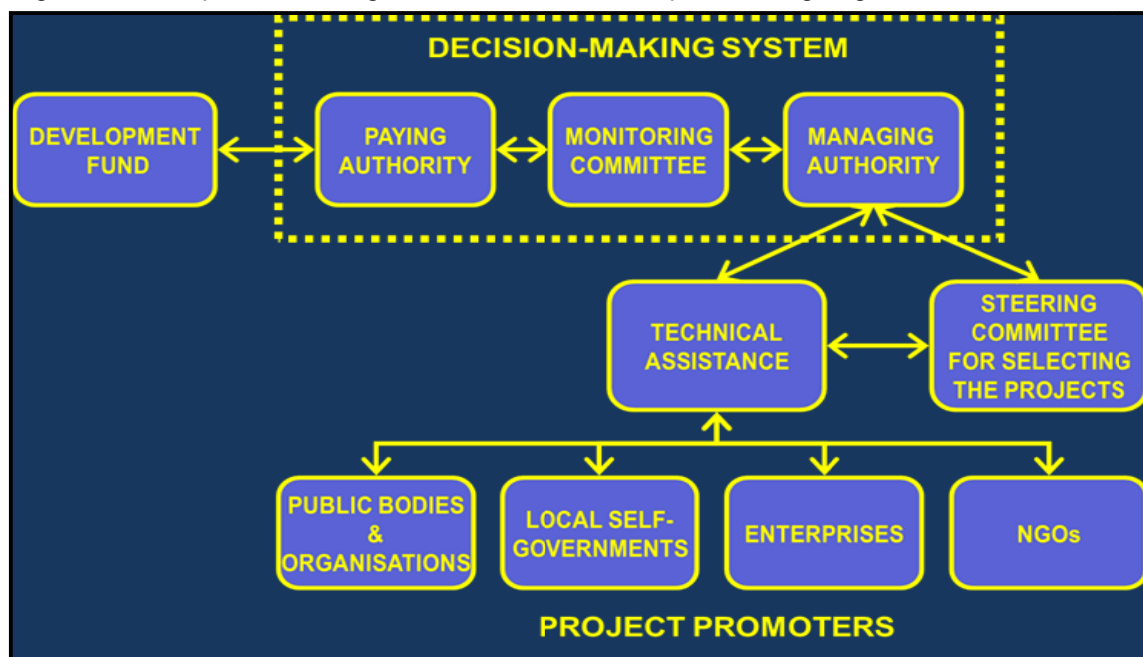 DECISION-MAKING SYSTEM
DEVELOPMENT
FUND
PAYING
AUTHORITY
MONITORING
COMMITTEE
MANAGING
AUTHORITY
TECHNICAL
ASSISTANCE
STEERING
COMMITTEE
FOR SELECTING
THE PROJECTS
PUBLIC BODIES
&
ORGANISATIONS
LOCAL SELF-
GOVERNMENTS
ENTERPRISES
NGOs
PROJECT PROMOTERS